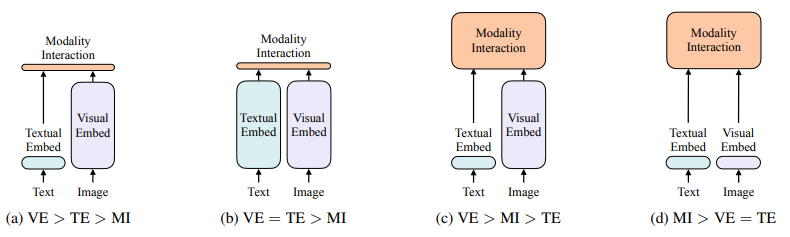 Modality
Interaction
Textual
Embed
Visual
Embed
Text
Image
(a) VE > TE > MI
Modality
Interaction
Textual
Embed
Visual
Embed
Text
Image
(b) VE = TE > MI
Modality
Interaction
Textual
Embed
Visual
Embed
Text
Image
(c) VE > MI > TE
Modality
Interaction
Textual
Embed
Visual
Embed
Text
Image
(d) MI > VE = TE